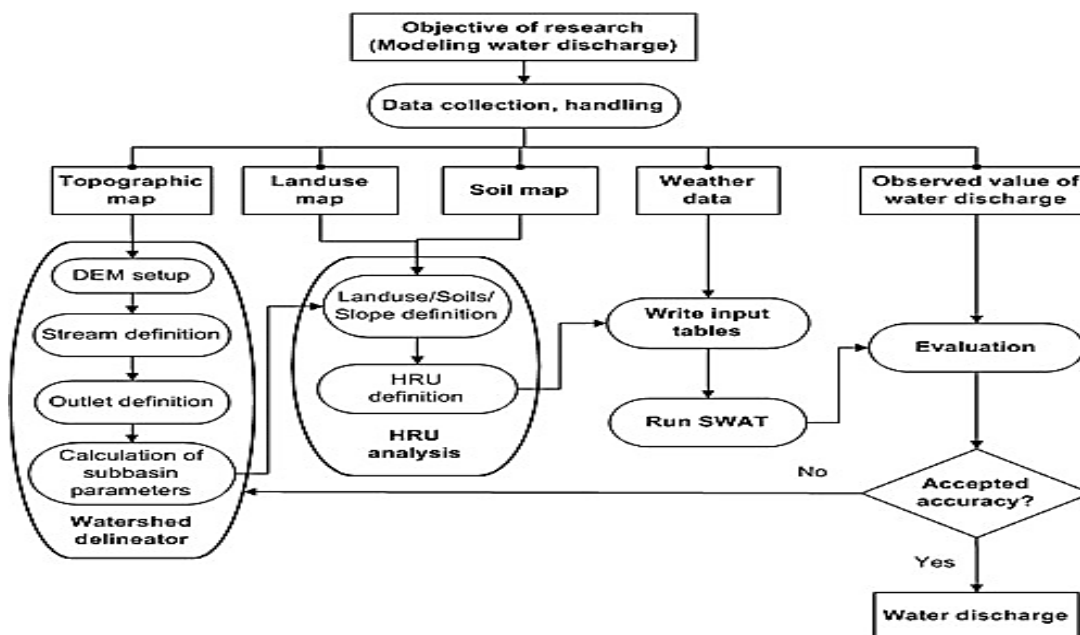 Objective of research
(Modeling water discharge)
Data collection, handling
Topographic
map
Landuse
map
Soil map
Weather
data
Observed value of
water discharge
DEM setup
Stream definition
Outlet definition
Calculation of
subbasin
parameters
Watershed
delineator
Landuse/Soils/
Slope definition
HRU
definition
HRU
analysis
Write input
tables
Run SWAT
Evaluation
Accepted
accuracy?
No
Yes
Water discharge